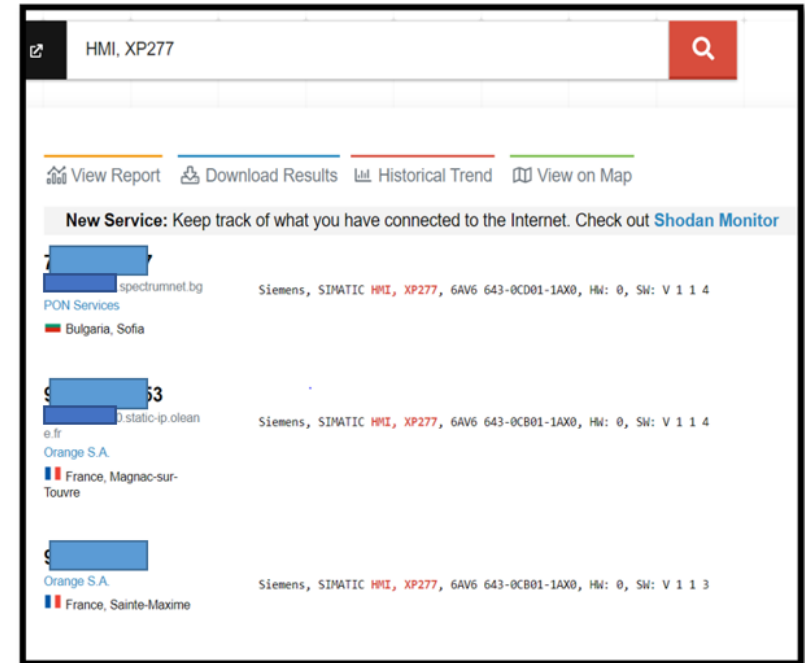 HMI, XP277
View Report Download Results Historical Trend View on Map
New Service: Keep track of what you have connected to the Internet. Check out Shodan Monitor
spectrumnet.bg
PON Services
Bulgaria, Sofia
Siemens, SIMATIC HMI, XP277, 6AV6 643-0CD01-1AX0, HW: 0, SW: V 1 1 4
53
0.static-ip.olean
e.fr
Orange S.A.
France, Magnac-sur-
Touvre
Siemens, SIMATIC HMI, XP277, 6AV6 643-0CB01-1AX0, HW: 0, SW: V 1 1 4
9
Orange S.A.
France, Sainte-Maxime
Siemens, SIMATIC HMI, XP277, 6AV6 643-0CB01-1AX0, HW: 0, SW: V 1 1 3